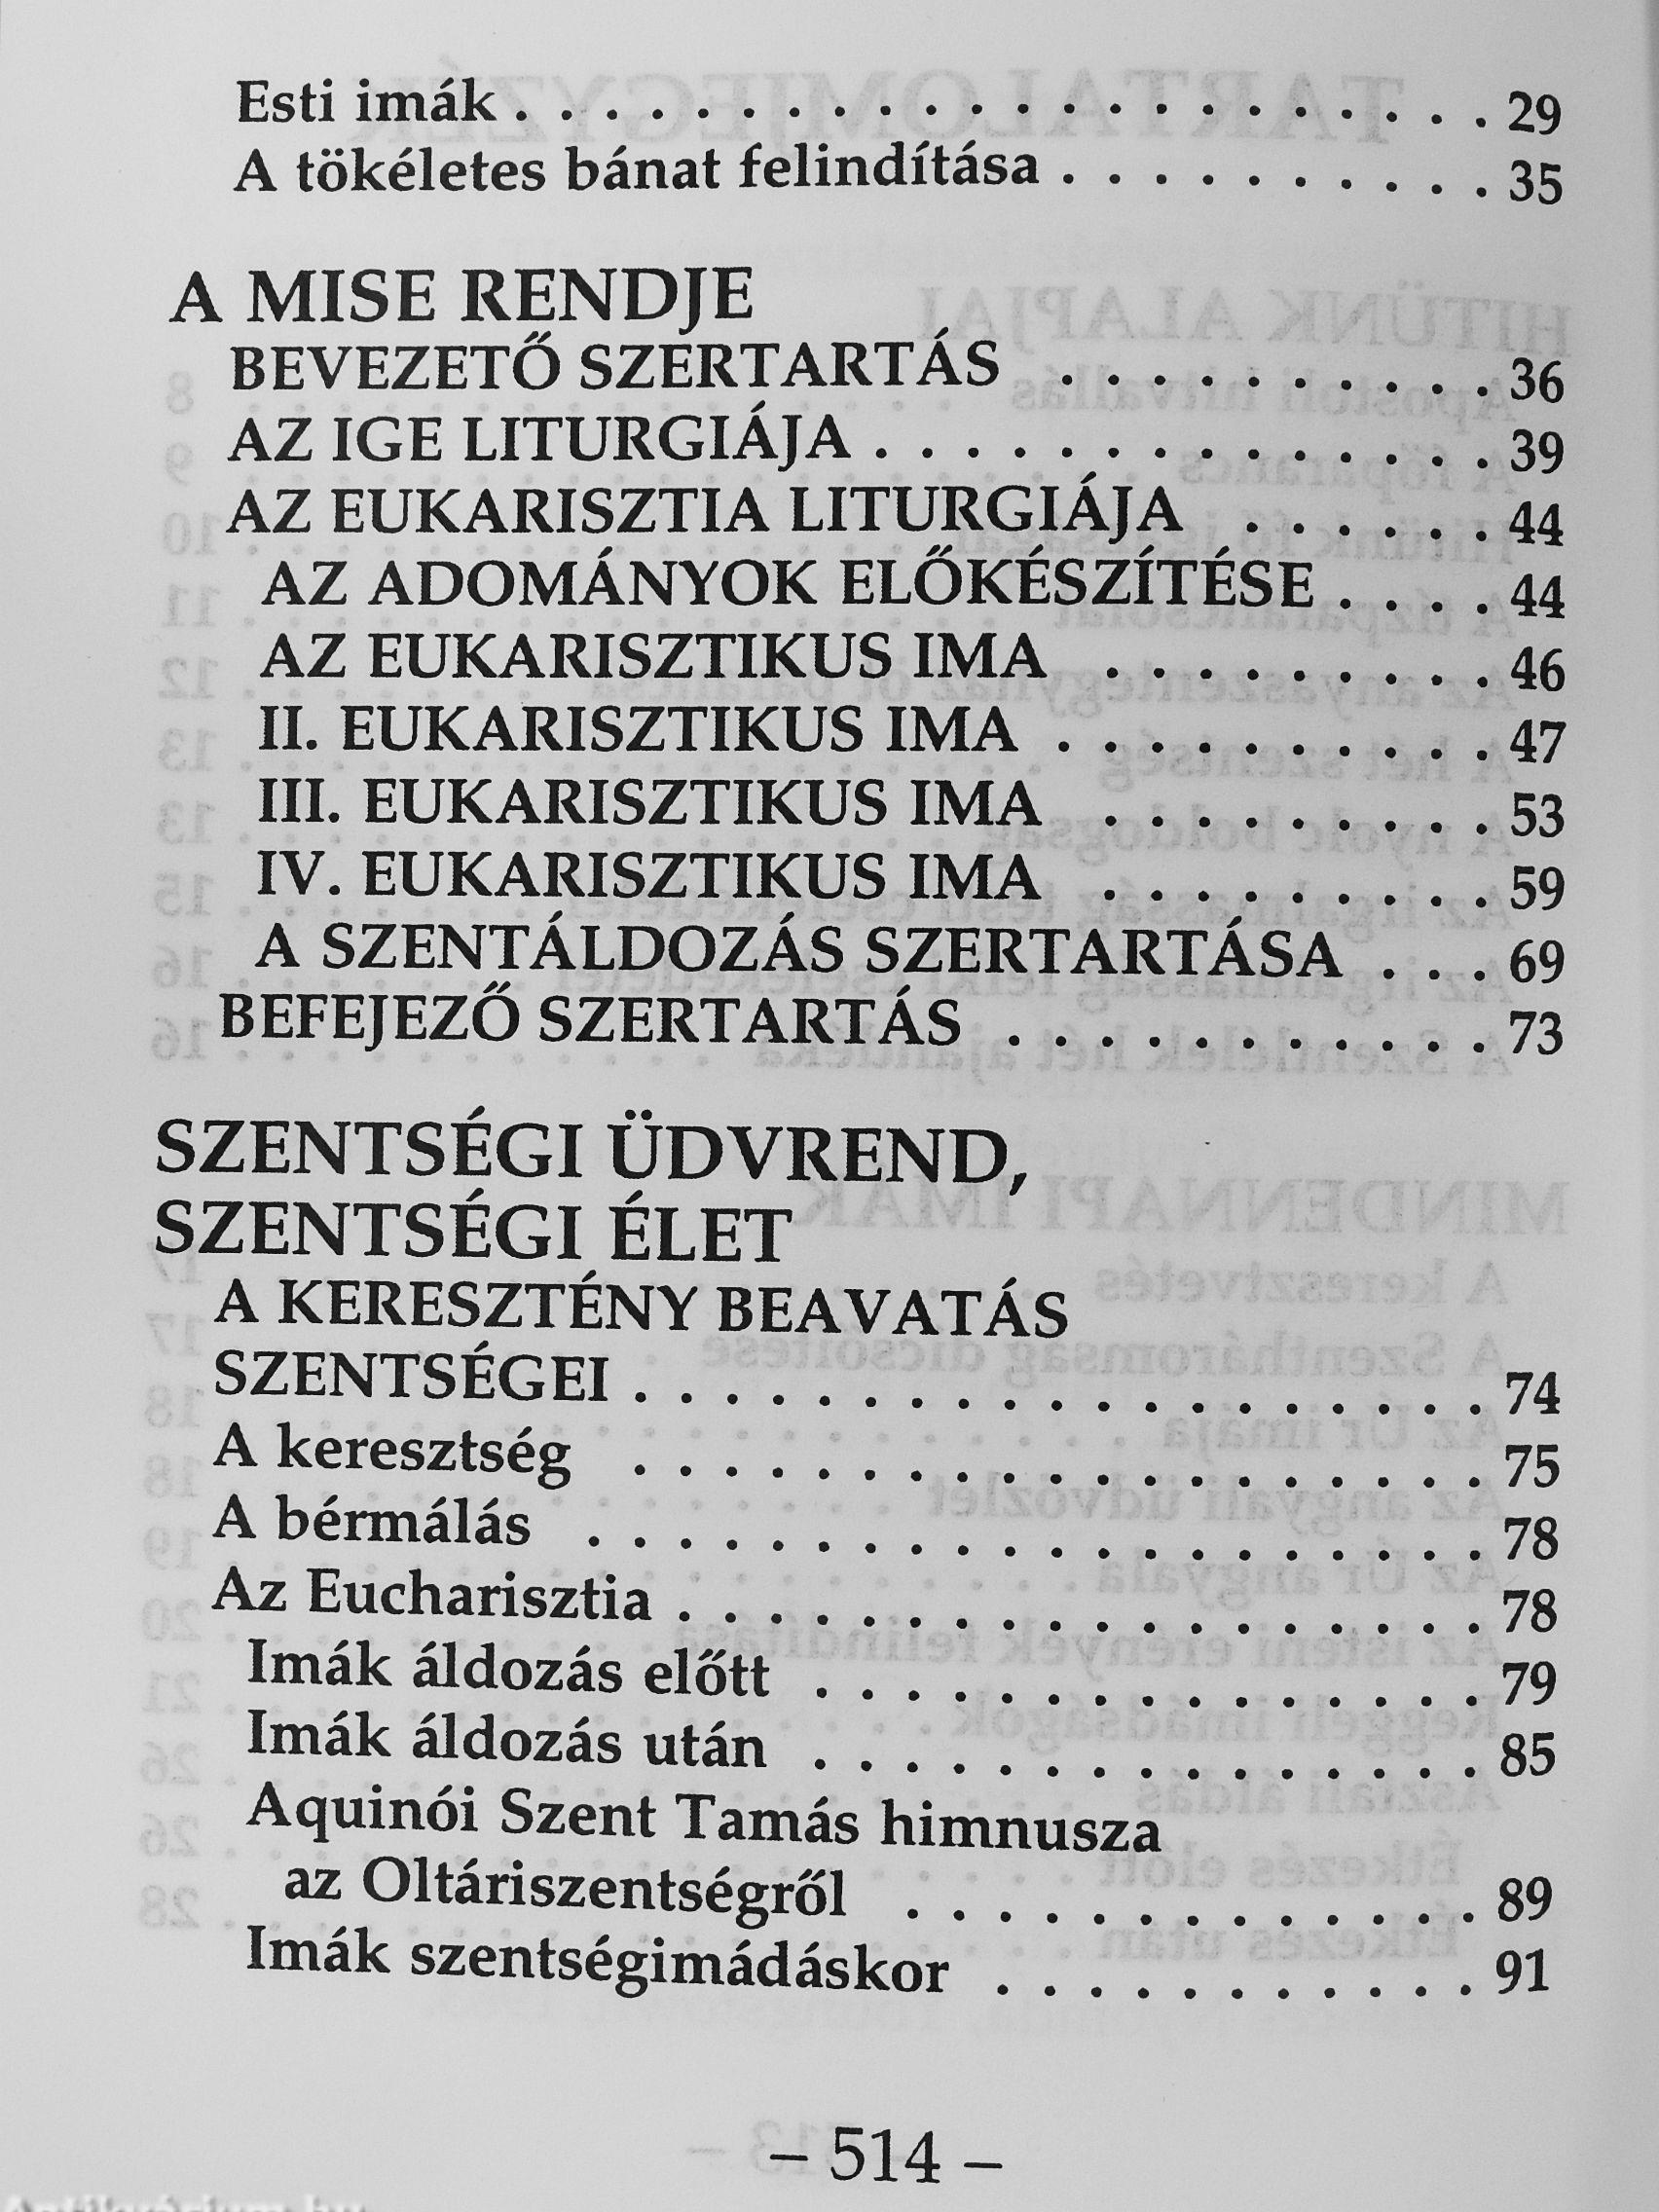 Esti imák . . . . . . . . . . . . . . . . . . . . . . 29
A tökéletes bánat felindítása . . . . . . . . . . 35
A MISE RENDJE
BEVEZETŐ SZERTARTÁS . . . . . . . . . . 36
AZ IGE LITURGIÁJA . . . . . . . . . . . . . . 39
AZ EUKARISZTIA LITURGIÁJA . . . . . . 44
AZ ADOMÁNYOK ELŐKÉSZÍTÉSE . . . . 44
AZ EUKARISZTIKUS IMA . . . . . . . . . 46
II. EUKARISZTIKUS IMA . . . . . . . . . . 47
III. EUKARISZTIKUS IMA . . . . . . . . . 53
IV. EUKARISZTIKUS IMA . . . . . . . . . 59
A SZENTÁLDOZÁS SZERTARTÁSA . . . 69
BEFEJEZŐ SZERTARTÁS . . . . . . . . . . . 73
SZENTSÉGI ÜDVREND,
SZENTSÉGI ÉLET
A KERESZTÉNY BEAVATÁS
SZENTSÉGEI . . . . . . . . . . . . . . . . . . . 74
A keresztség . . . . . . . . . . . . . . . . . . . 75
A bérmálás . . . . . . . . . . . . . . . . . . . . 78
Az Eucharisztia . . . . . . . . . . . . . . . . . . 78
Imák áldozás előtt . . . . . . . . . . . . . . . 79
Imák áldozás után . . . . . . . . . . . . . . . 85
Aquinói Szent Tamás himnusza
az Oltáriszentségről . . . . . . . . . . . . . 89
Imák szentségimádáskor . . . . . . . . . . . 91
– 514 –